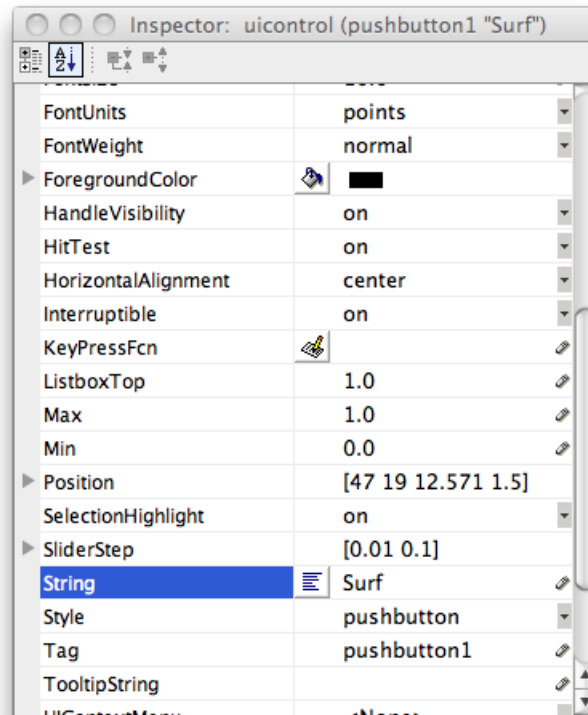 Inspector: uicontrol (pushbutton1 "Surf")
FontUnits points
FontWeight normal
ForegroundColor
HandleVisibility on
HitTest on
HorizontalAlignment center
Interruptible on
KeyPressFcn
ListboxTop 1.0
Max 1.0
Min 0.0
Position [47 19 12.571 1.5]
SelectionHighlight on
SliderStep [0.01 0.1]
String Surf
Style pushbutton
Tag pushbutton1
TooltipString